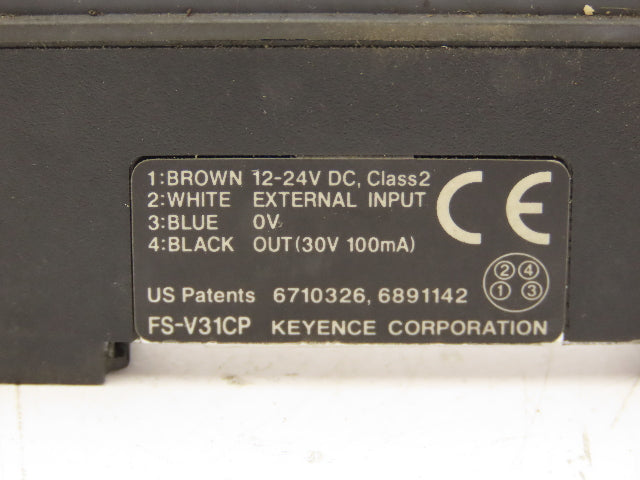 1:BROWN 12-24V DC, Class2
2:WHITE EXTERNAL INPUT
3:BLUE 0V
4:BLACK OUT(30V 100mA)
CE
2 4
1 3
US Patents 6710326, 6891142
FS-V31CP KEYENCE CORPORATION